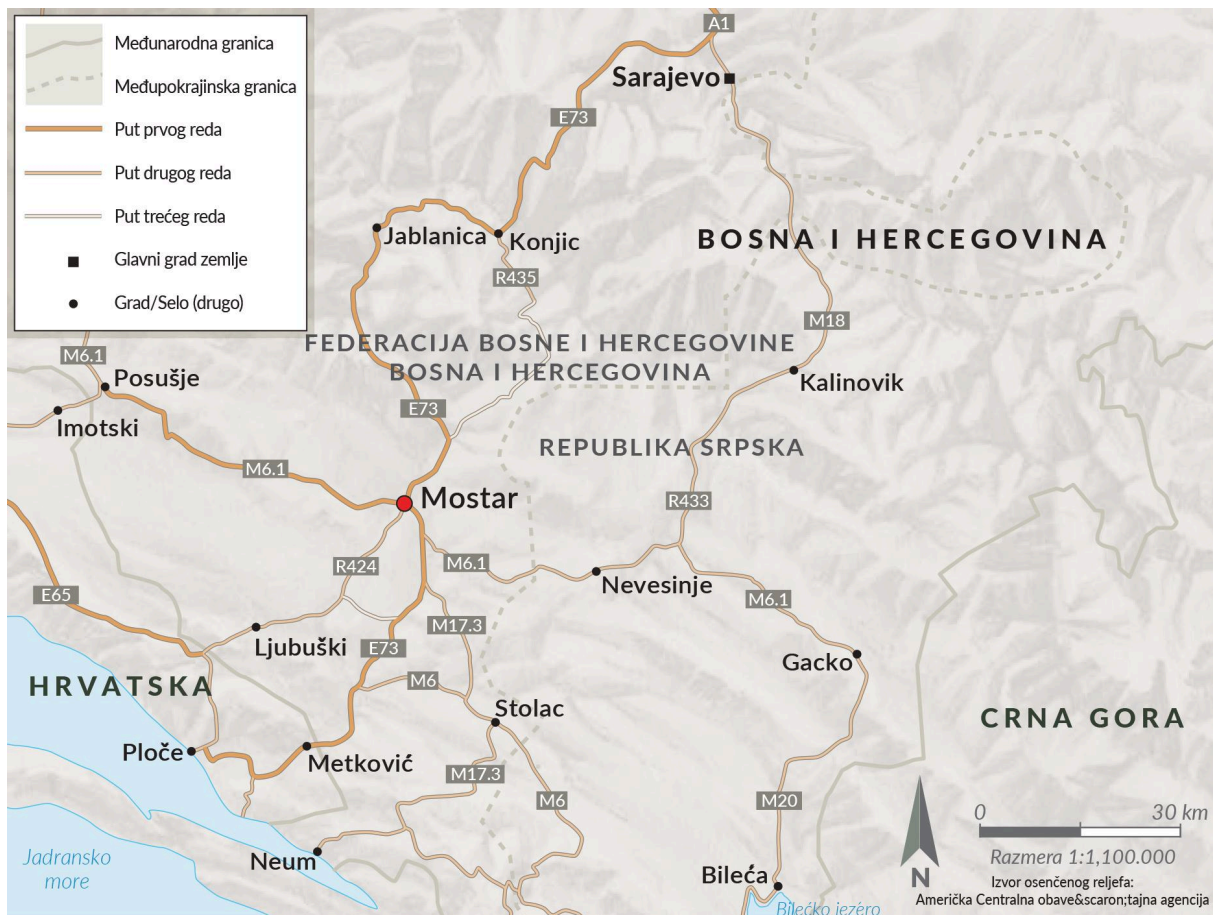 Međunarodna granica
Međupokrajinska granica
Put prvog reda
Put drugog reda
Put trećeg reda
Glavni grad zemlje
Grad/Selo (drugo)
A1
Sarajevo
E73
Jablanica
Konjic
BOSNA I HERCEGOVINA
R435
M18
FEDERACIJA BOSNE I HERCEGOVINE
BOSNA I HERCEGOVINA
M6.1
Posušje
Kalinovik
Imotski
E73
REPUBLIKA SRPSKA
M6.1
Mostar
R433
R424
M6.1
Nevesinje
E65
M6.1
M17.3
Ljubuški
E73
Gacko
HRVATSKA
M6
Stolac
CRNA GORA
Ploče
Metković
M17.3
M6
M20
0 30 km
Razmera 1:1,100.000
Jadransko
more
Neum
Bileća
N
Izvor osenčenog reljefa:
Američka Centralna obave&scaron;tajna agencija
Bilećko jezero